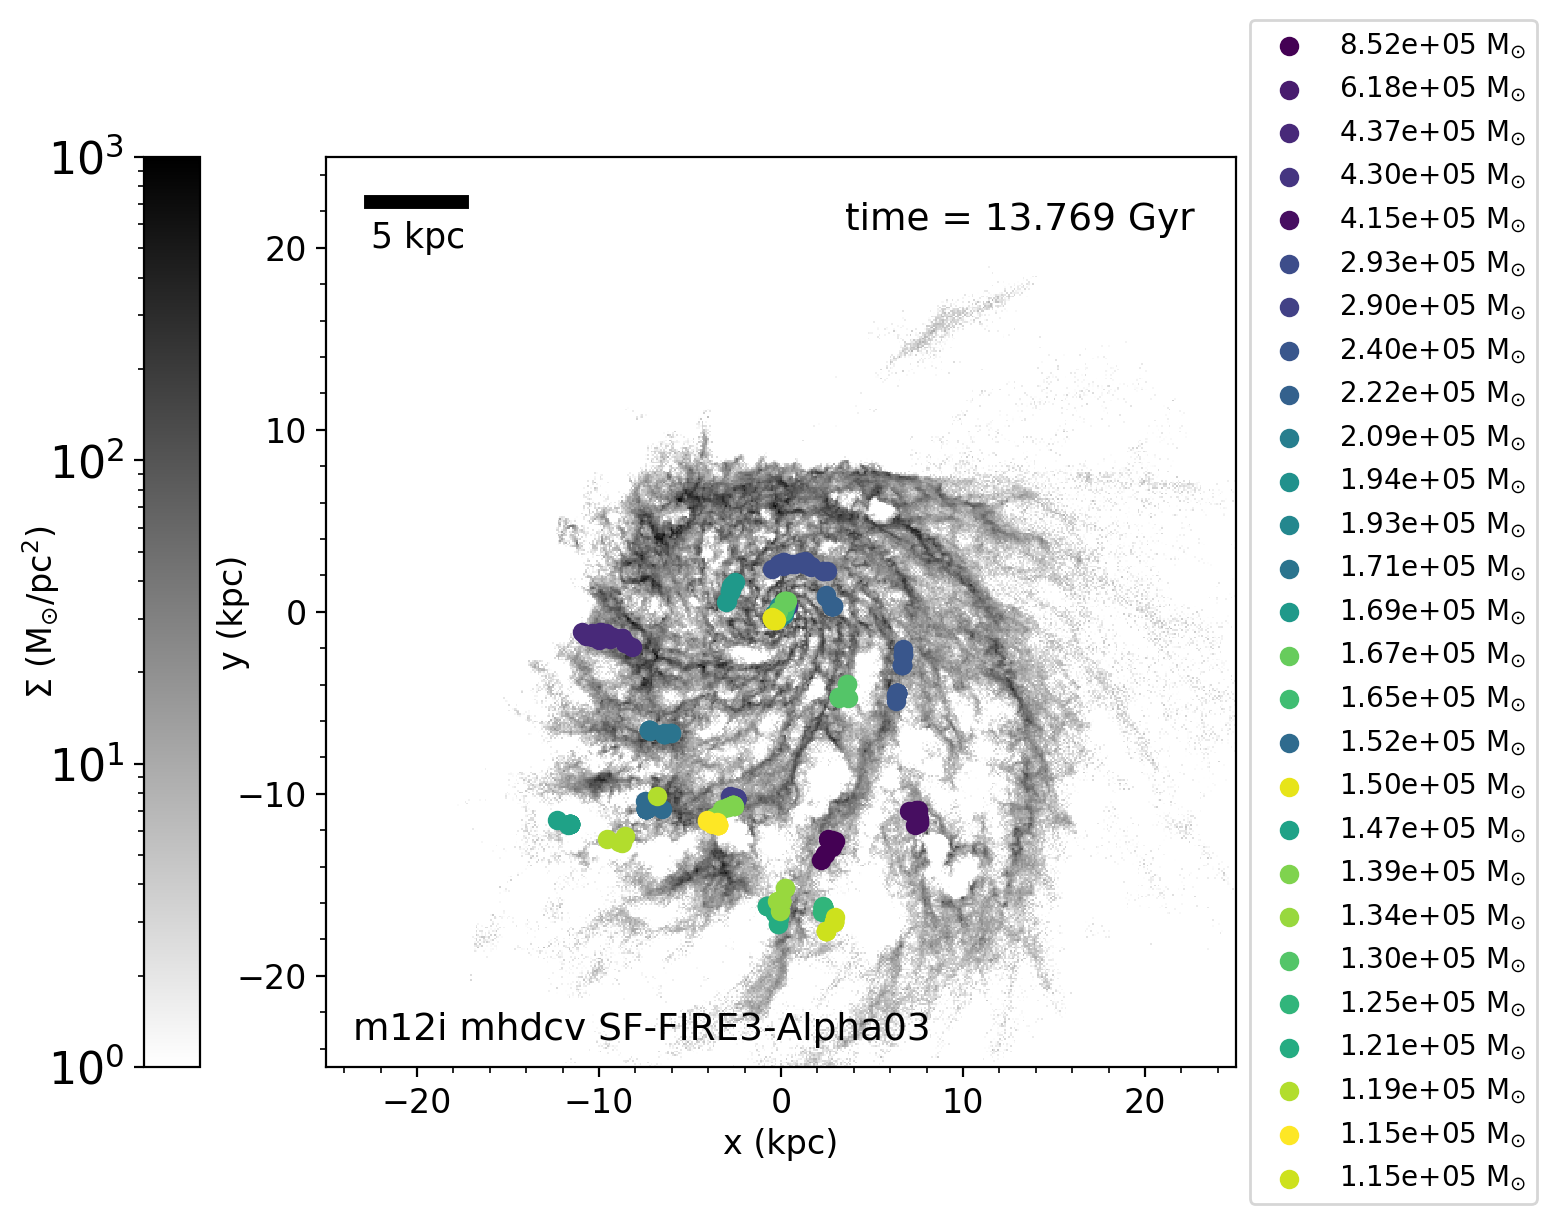 10³
10²
10¹
10⁰
Σ (M⊙/pc²)
y (kpc)
20
10
0
−10
−20
5 kpc
time = 13.769 Gyr
m12i mhdcv SF-FIRE3-Alpha03
−20 −10 0 10 20
x (kpc)
8.52e+05 M⊙
6.18e+05 M⊙
4.37e+05 M⊙
4.30e+05 M⊙
4.15e+05 M⊙
2.93e+05 M⊙
2.90e+05 M⊙
2.40e+05 M⊙
2.22e+05 M⊙
2.09e+05 M⊙
1.94e+05 M⊙
1.93e+05 M⊙
1.71e+05 M⊙
1.69e+05 M⊙
1.67e+05 M⊙
1.65e+05 M⊙
1.52e+05 M⊙
1.50e+05 M⊙
1.47e+05 M⊙
1.39e+05 M⊙
1.34e+05 M⊙
1.30e+05 M⊙
1.25e+05 M⊙
1.21e+05 M⊙
1.19e+05 M⊙
1.15e+05 M⊙
1.15e+05 M⊙